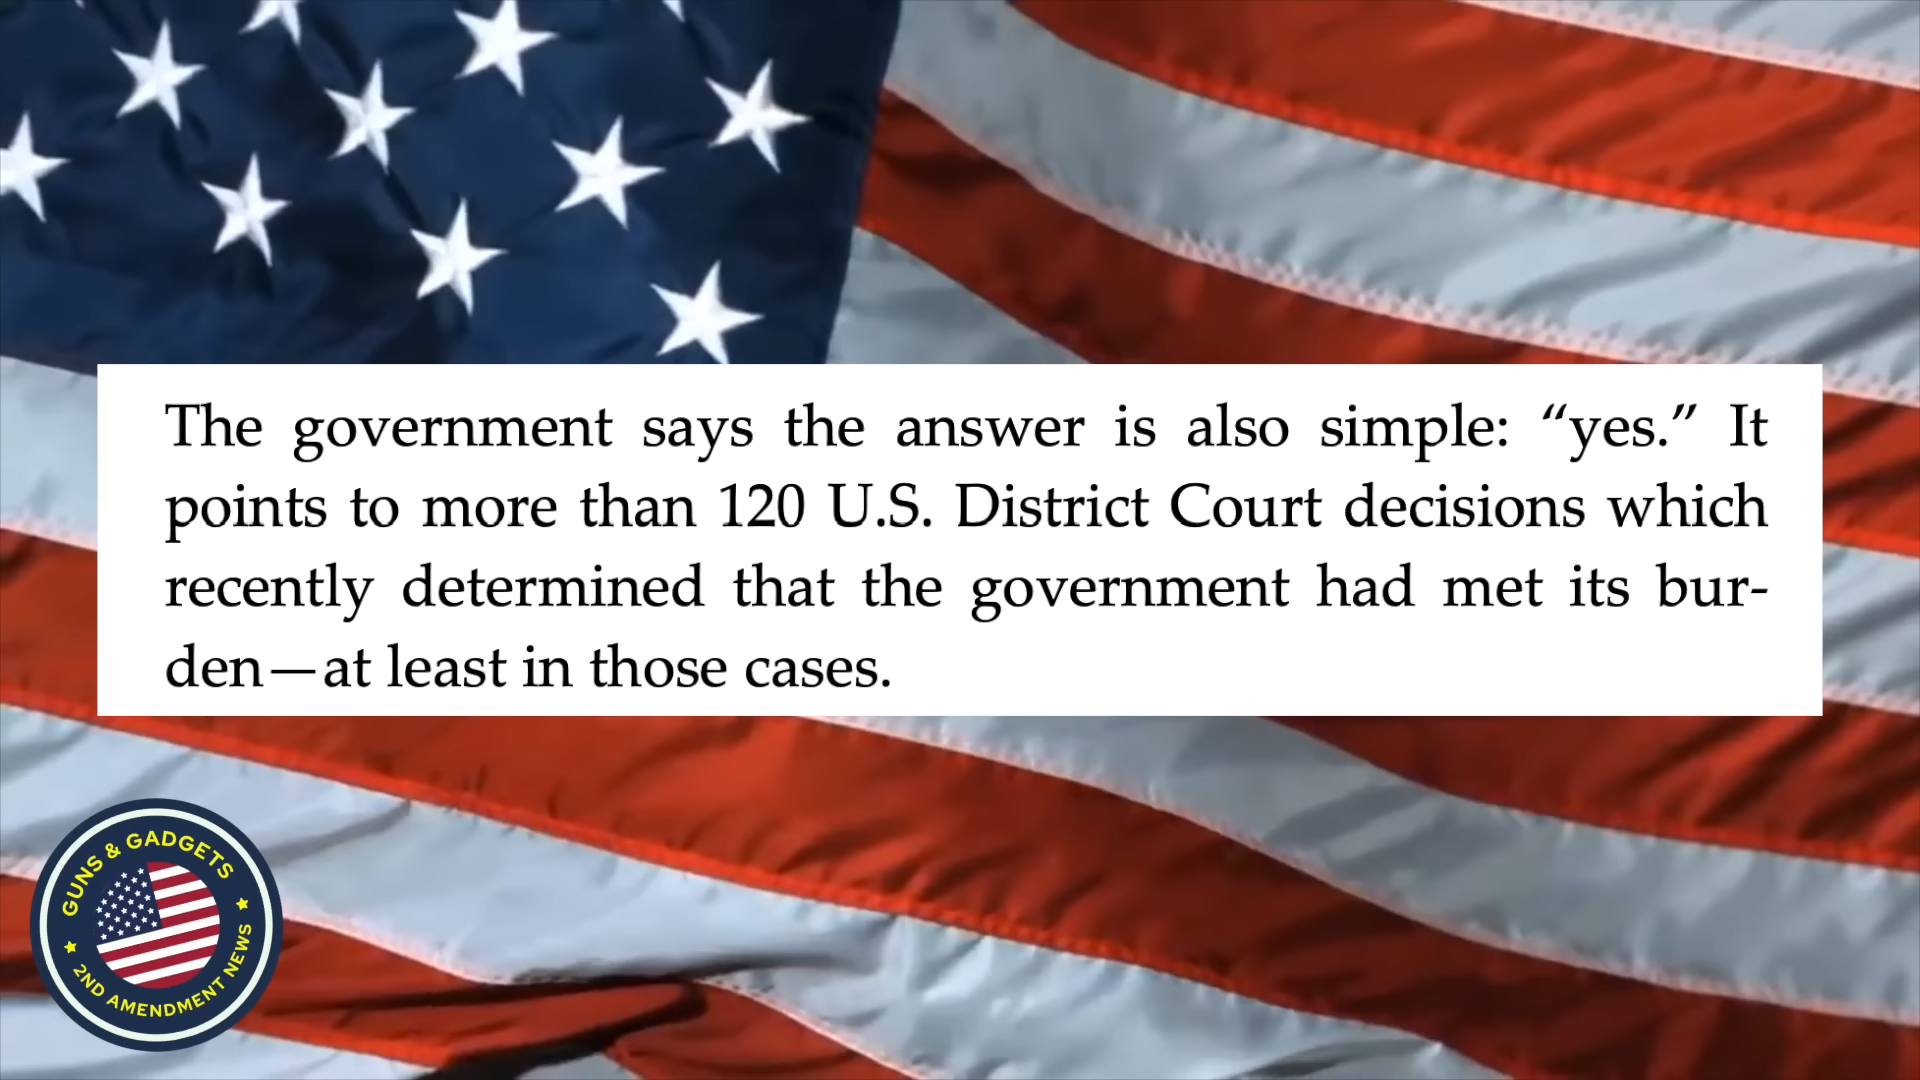 The government says the answer is also simple: “yes.” It
points to more than 120 U.S. District Court decisions which
recently determined that the government had met its bur-
den—at least in those cases.
GUNS & GADGETS
2ND AMENDMENT NEWS